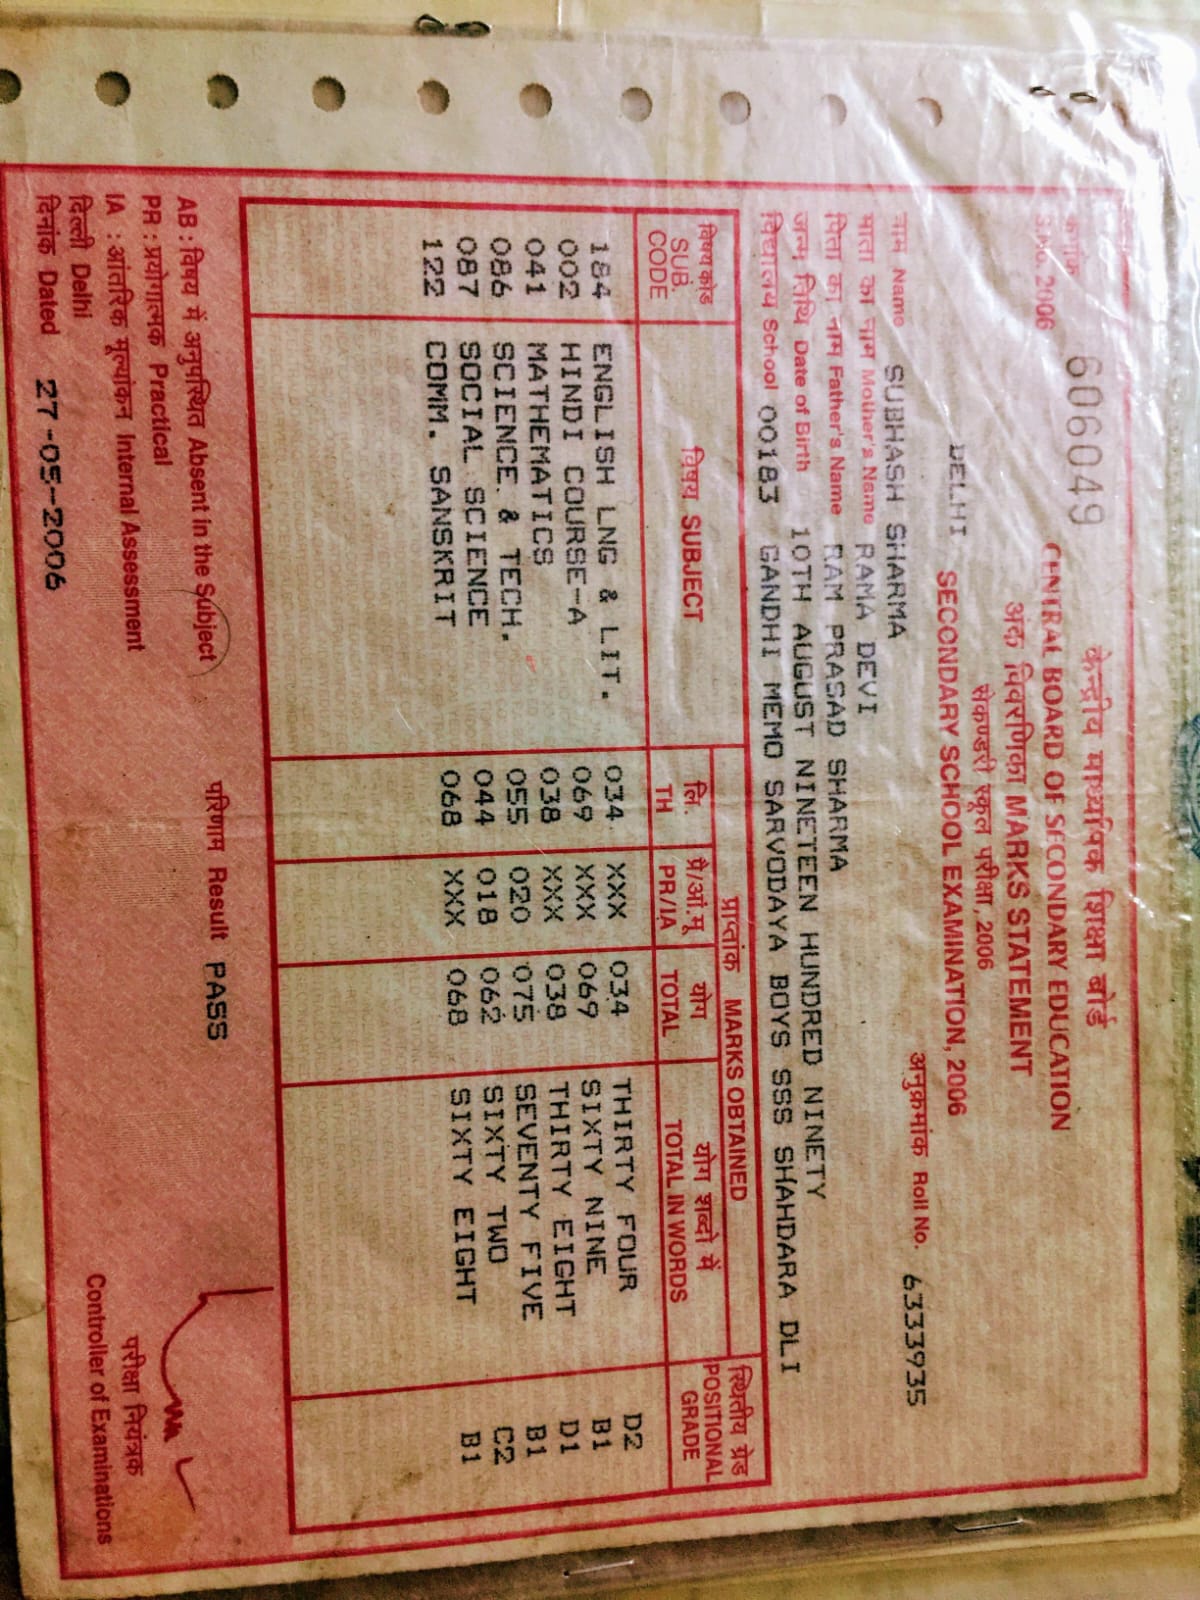 क्रमांक
S.No. 2006 6060049
केन्द्रीय माध्यमिक शिक्षा बोर्ड
CENTRAL BOARD OF SECONDARY EDUCATION
अंक विवरणिका MARKS STATEMENT
सेकण्डरी स्कूल परीक्षा, 2006
DELHI SECONDARY SCHOOL EXAMINATION, 2006
अनुक्रमांक Roll No. 6333935
नाम Name SUBHASH SHARMA
माता का नाम Mother's Name RAMA DEVI
पिता का नाम Father's Name RAM PRASAD SHARMA
जन्म तिथि Date of Birth 10TH AUGUST NINETEEN HUNDRED NINETY
विद्यालय School 00183 GANDHI MEMO SARVODAYA BOYS SSS SHAHDARA DLI
विषय कोड SUB. CODE विषय SUBJECT प्राप्तांक MARKS OBTAINED स्थितीय ग्रेड POSITIONAL GRADE
लि. TH प्रै/आं.मू PR/IA योग TOTAL योग शब्दों में TOTAL IN WORDS
184 ENGLISH LNG & LIT. 034 XXX 034 THIRTY FOUR D2
002 HINDI COURSE-A 069 XXX 069 SIXTY NINE B1
041 MATHEMATICS 038 XXX 038 THIRTY EIGHT D1
086 SCIENCE & TECH. 055 020 075 SEVENTY FIVE B1
087 SOCIAL SCIENCE 044 018 062 SIXTY TWO C2
122 COMM. SANSKRIT 068 XXX 068 SIXTY EIGHT B1
AB : विषय में अनुपस्थित Absent in the Subject परिणाम Result PASS
PR : प्रयोगात्मक Practical
IA : आंतरिक मूल्यांकन Internal Assessment
दिल्ली Delhi
दिनांक Dated 27-05-2006
परीक्षा नियंत्रक
Controller of Examinations